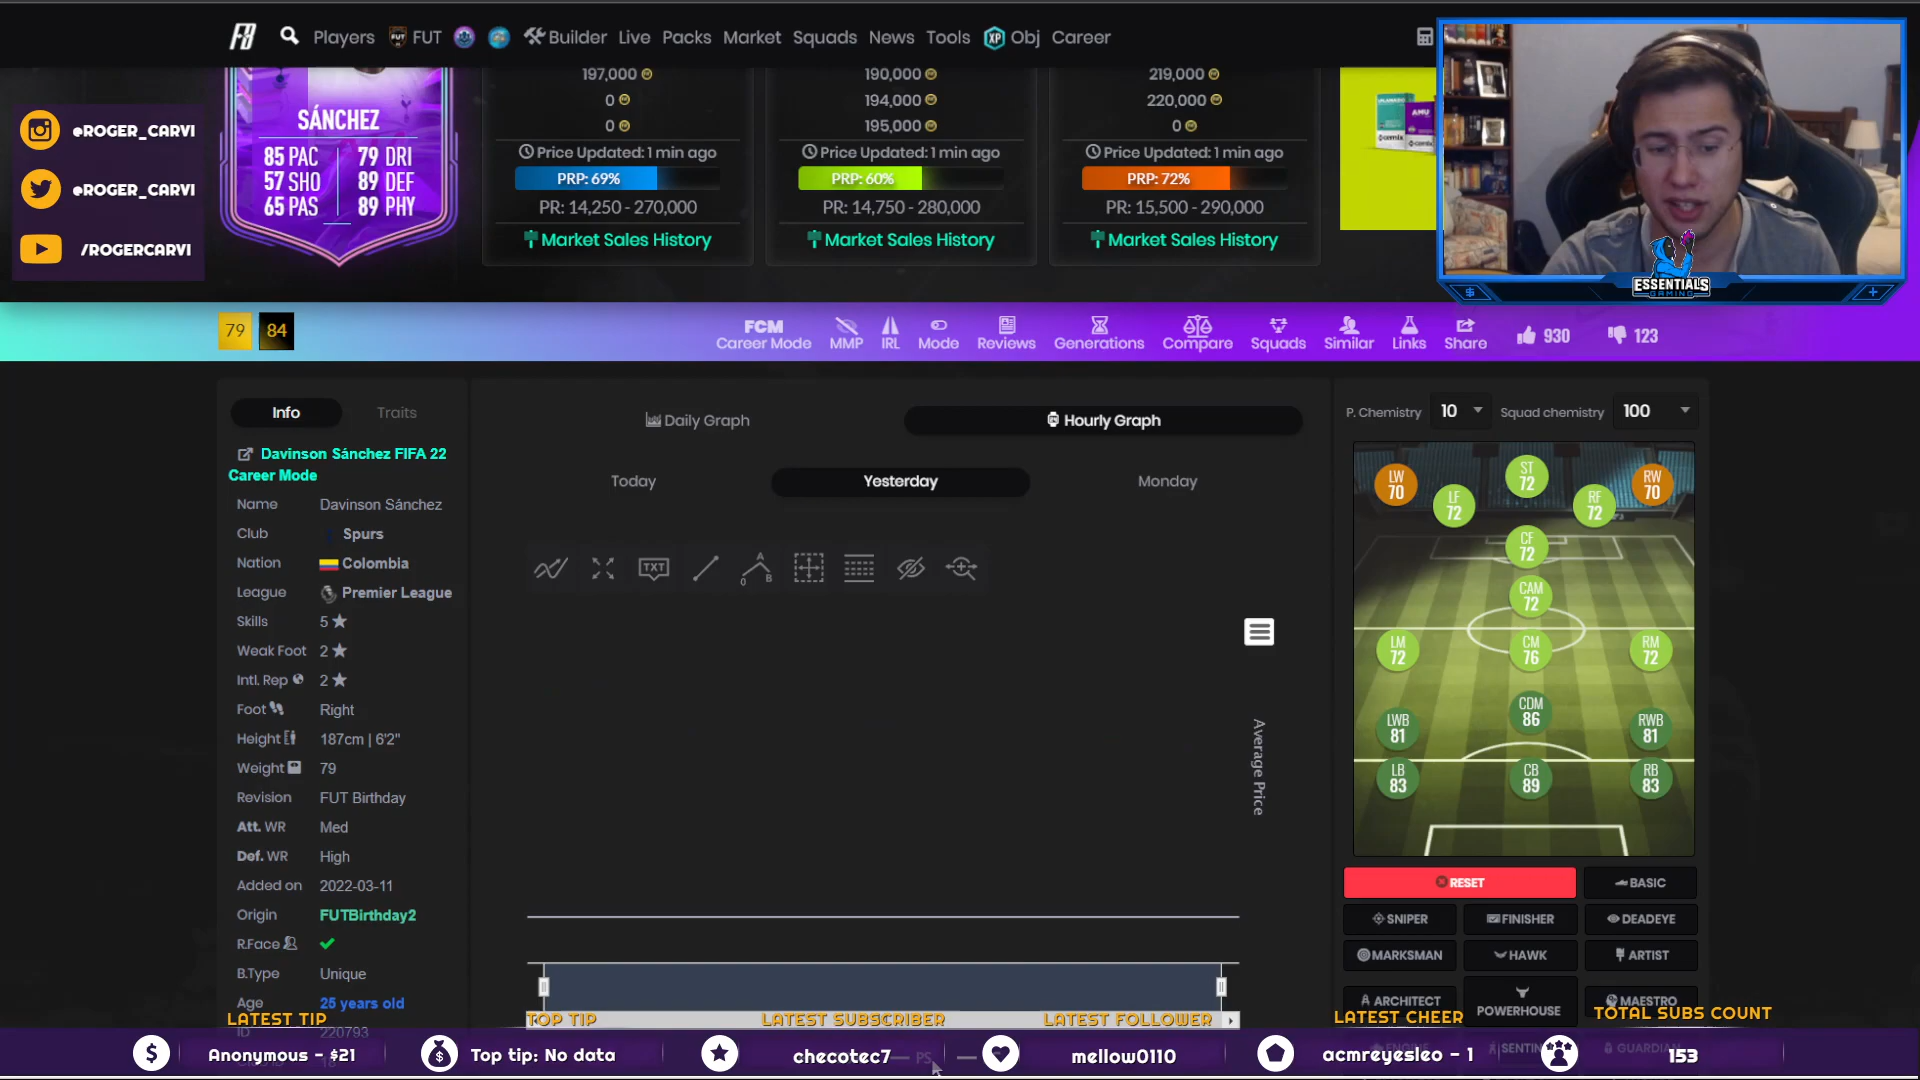 Players FUT Builder Live Packs Market Squads News Tools XP Obj Career
@ROGER_CARVI
@ROGER_CARVI
/ROGERCARVI
SÁNCHEZ
85 PAC 79 DRI
57 SHO 89 DEF
65 PAS 89 PHY
197,000
0
0
Price Updated: 1 min ago
PRP: 69%
PR: 14,250 - 270,000
Market Sales History
190,000
194,000
195,000
Price Updated: 1 min ago
PRP: 60%
PR: 14,750 - 280,000
Market Sales History
219,000
220,000
0
Price Updated: 1 min ago
PRP: 72%
PR: 15,500 - 290,000
Market Sales History
ESSENTIALS
GAMING
79 84
FCM
Career Mode MMP IRL Mode Reviews Generations Compare Squads Similar Links Share 930 123
Info Traits
Davinson Sánchez FIFA 22
Career Mode
Name Davinson Sánchez
Club Spurs
Nation Colombia
League Premier League
Skills 5
Weak Foot 2
Intl. Rep 2
Foot Right
Height 187cm | 6'2"
Weight 79
Revision FUT Birthday
Att. WR Med
Def. WR High
Added on 2022-03-11
Origin FUTBirthday2
R.Face
B.Type Unique
Age 25 years old
ID 220793
Daily Graph Hourly Graph
Today Yesterday Monday
TXT
A
0 B
Average Price
PS
P. Chemistry 10 Squad chemistry 100
LW 70
ST 72
RW 70
LF 72
RF 72
CF 72
CAM 72
LM 72
CM 76
RM 72
LWB 81
CDM 86
RWB 81
LB 83
CB 89
RB 83
RESET BASIC
SNIPER FINISHER DEADEYE
MARKSMAN HAWK ARTIST
ARCHITECT POWERHOUSE MAESTRO
LATEST TIP TOP TIP LATEST SUBSCRIBER LATEST FOLLOWER LATEST CHEER TOTAL SUBS COUNT
Anonymous - $21 Top tip: No data checotec7 mellow0110 acmreyesleo - 1 153